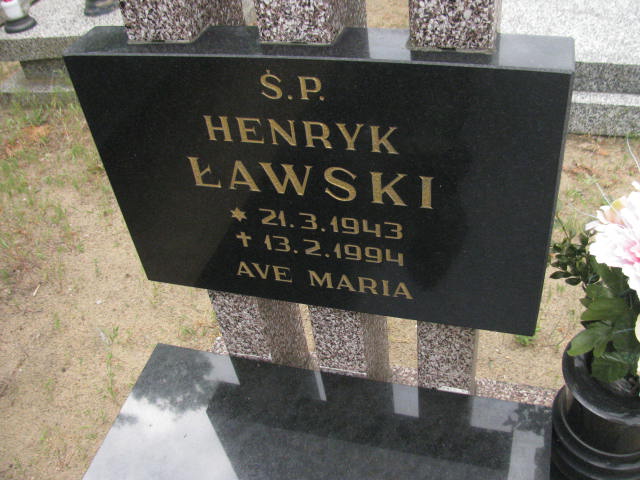 Ś.P.
HENRYK
ŁAWSKI
* 21.3.1943
† 13.2.1994
AVE MARIA